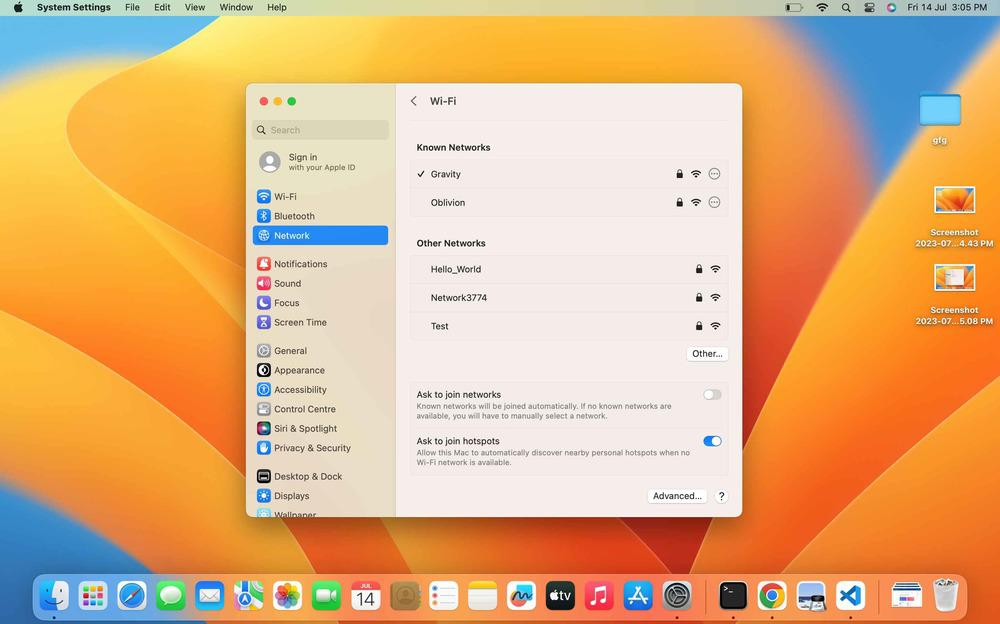 System Settings File Edit View Window Help Fri 14 Jul 3:05 PM
Wi-Fi
Search
Sign in
with your Apple ID
Wi-Fi
Bluetooth
Network
Notifications
Sound
Focus
Screen Time
General
Appearance
Accessibility
Control Centre
Siri & Spotlight
Privacy & Security
Desktop & Dock
Displays
Wallpaper
Known Networks
Gravity
Oblivion
Other Networks
Hello_World
Network3774
Test
Other...
Ask to join networks
Known networks will be joined automatically. If no known networks are
available, you will have to manually select a network.
Ask to join hotspots
Allow this Mac to automatically discover nearby personal hotspots when no
Wi-Fi network is available.
Advanced... ?
gfg
Screenshot
2023-07...4.43 PM
Screenshot
2023-07...5.08 PM
JUL
14
tv